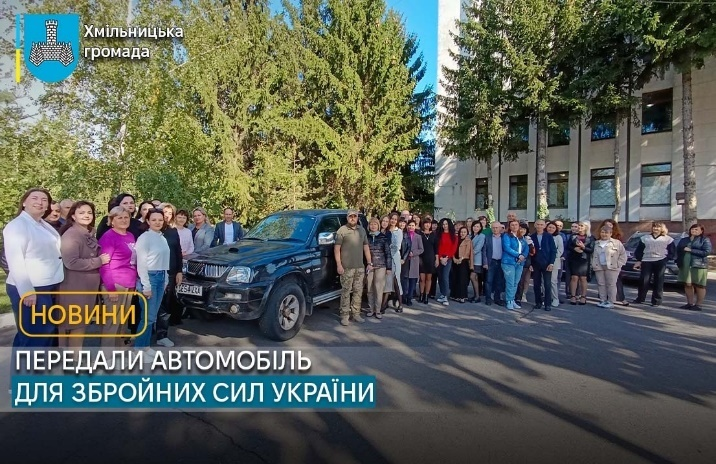 Хмільницька
громада
НОВИНИ
ПЕРЕДАЛИ АВТОМОБІЛЬ
ДЛЯ ЗБРОЙНИХ СИЛ УКРАЇНИ